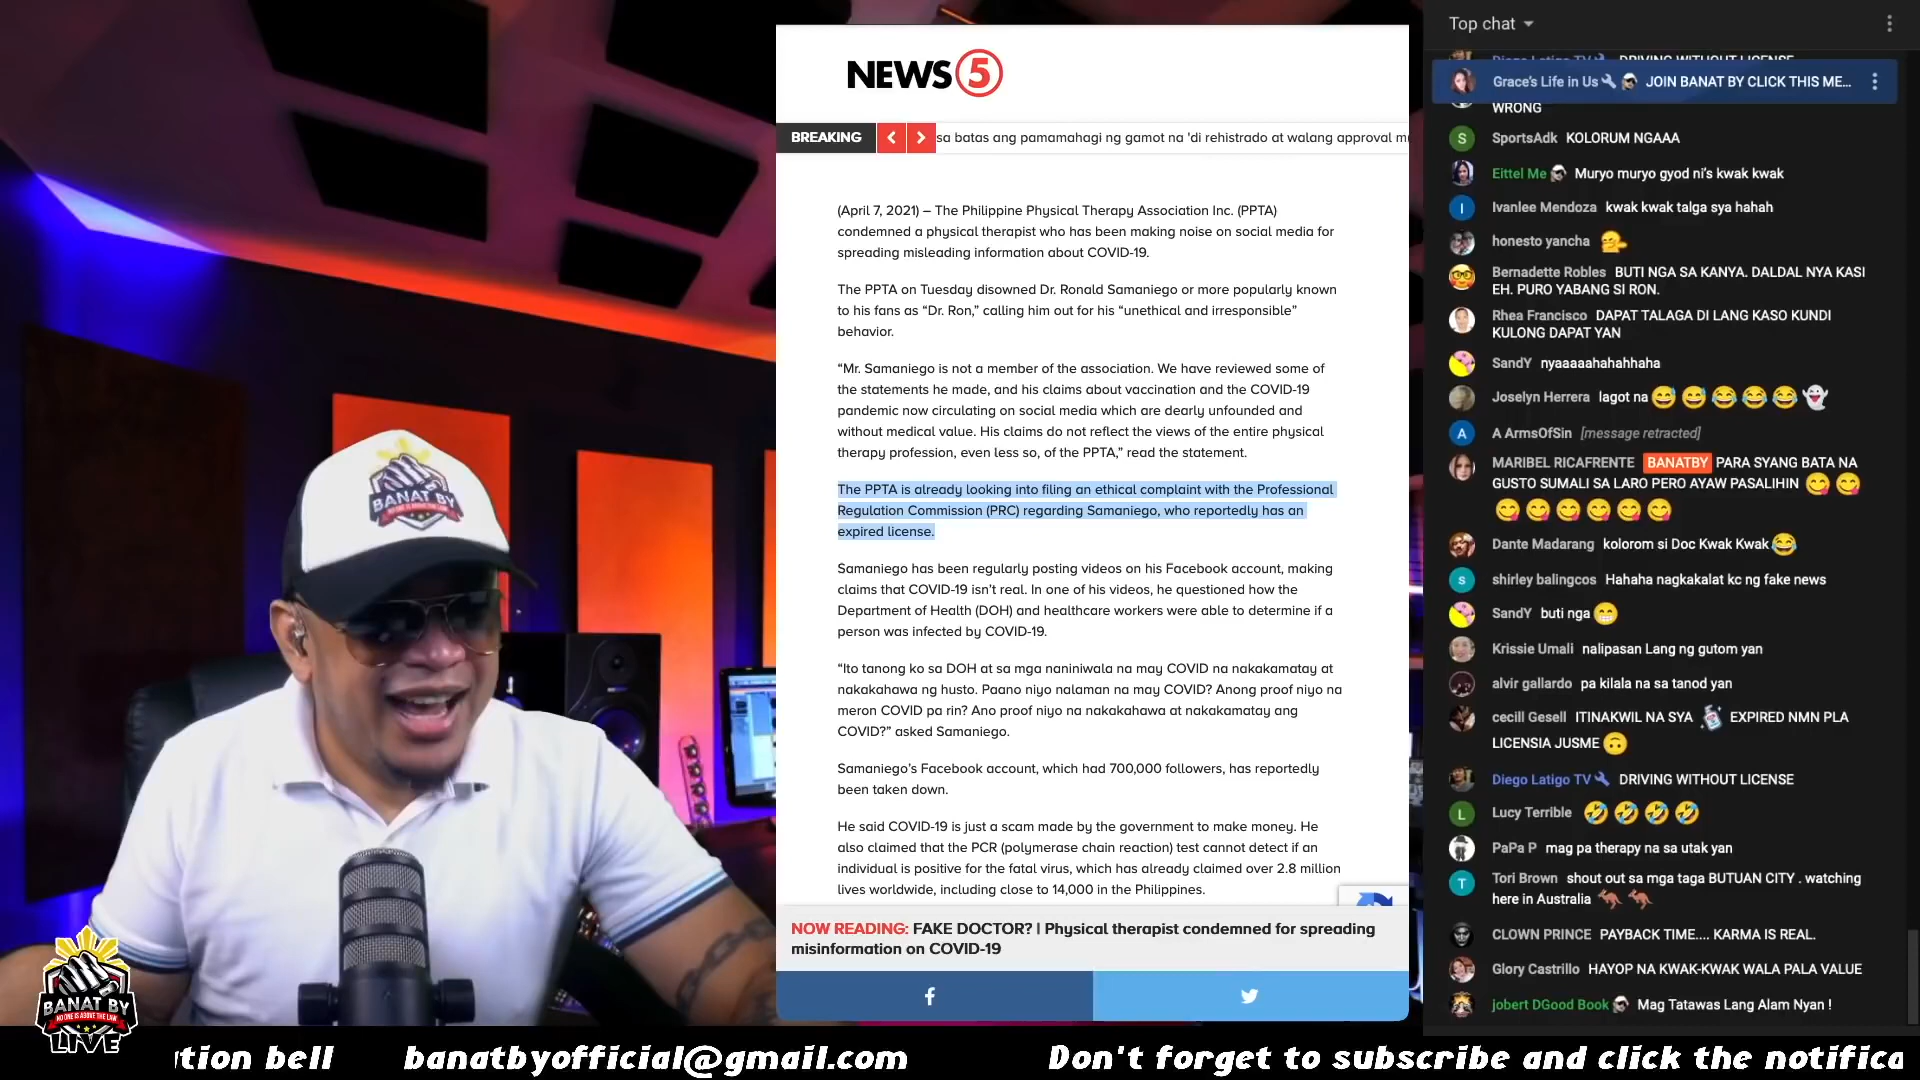 NEWS 5
BREAKING
sa batas ang pamamahagi ng gamot na 'di rehistrado at walang approval
(April 7, 2021) – The Philippine Physical Therapy Association Inc. (PPTA)
condemned a physical therapist who has been making noise on social media for
spreading misleading information about COVID-19.
The PPTA on Tuesday disowned Dr. Ronald Samaniego or more popularly known
to his fans as “Dr. Ron,” calling him out for his “unethical and irresponsible”
behavior.
“Mr. Samaniego is not a member of the association. We have reviewed some of
the statements he made, and his claims about vaccination and the COVID-19
pandemic now circulating on social media which are dearly unfounded and
without medical value. His claims do not reflect the views of the entire physical
therapy profession, even less so, of the PPTA,” read the statement.
The PPTA is already looking into filing an ethical complaint with the Professional
Regulation Commission (PRC) regarding Samaniego, who reportedly has an
expired license.
Samaniego has been regularly posting videos on his Facebook account, making
claims that COVID-19 isn’t real. In one of his videos, he questioned how the
Department of Health (DOH) and healthcare workers were able to determine if a
person was infected by COVID-19.
“Ito tanong ko sa DOH at sa mga naniniwala na may COVID na nakakamatay at
nakakahawa ng husto. Paano niyo nalaman na may COVID? Anong proof niyo na
meron COVID pa rin? Ano proof niyo na nakakahawa at nakakamatay ang
COVID?” asked Samaniego.
Samaniego’s Facebook account, which had 700,000 followers, has reportedly
been taken down.
He said COVID-19 is just a scam made by the government to make money. He
also claimed that the PCR (polymerase chain reaction) test cannot detect if an
individual is positive for the fatal virus, which has already claimed over 2.8 million
lives worldwide, including close to 14,000 in the Philippines.
NOW READING: FAKE DOCTOR? | Physical therapist condemned for spreading
misinformation on COVID-19
Top chat
Diego Latigo TV DRIVING WITHOUT LICENSE
Grace's Life in Us JOIN BANAT BY CLICK THIS ME...
WRONG
S SportsAdk KOLORUM NGAAA
Eittel Me Muryo muryo gyod ni's kwak kwak
I Ivanlee Mendoza kwak kwak talga sya hahah
honesto yancha
Bernadette Robles BUTI NGA SA KANYA. DALDAL NYA KASI
EH. PURO YABANG SI RON.
Rhea Francisco DAPAT TALAGA DI LANG KASO KUNDI
KULONG DAPAT YAN
SandY nyaaaaahahahhaha
Joselyn Herrera lagot na 😅😅😂😂😂👻
A A ArmsOfSin [message retracted]
MARIBEL RICAFRENTE BANATBY PARA SYANG BATA NA
GUSTO SUMALI SA LARO PERO AYAW PASALIHIN 😋😋
😋😋😋😋😋😋
Dante Madarang kolorom si Doc Kwak Kwak 😂
s shirley balingcos Hahaha nagkakalat kc ng fake news
SandY buti nga 😁
Krissie Umali nalipasan Lang ng gutom yan
alvir gallardo pa kilala na sa tanod yan
cecill Gesell ITINAKWIL NA SYA EXPIRED NMN PLA
LICENSIA JUSME 🙃
Diego Latigo TV DRIVING WITHOUT LICENSE
L Lucy Terrible 🤣🤣🤣🤣
PaPa P mag pa therapy na sa utak yan
T Tori Brown shout out sa mga taga BUTUAN CITY . watching
here in Australia 🦘🦘
CLOWN PRINCE PAYBACK TIME.... KARMA IS REAL.
Glory Castrillo HAYOP NA KWAK-KWAK WALA PALA VALUE
jobert DGood Book Mag Tatawas Lang Alam Nyan !
BANAT BY
BANAT BY
NO ONE IS ABOVE THE LAW
LIVE
tion bell banatbyofficial@gmail.com Don't forget to subscribe and click the notifica